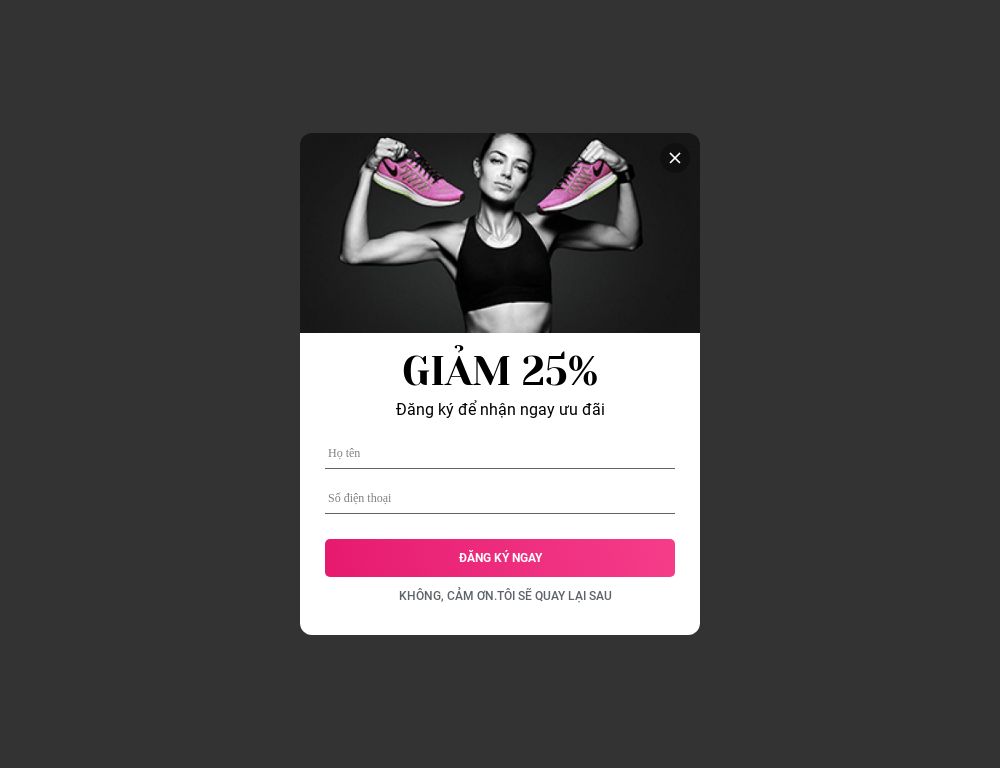 GIẢM 25%
Đăng ký để nhận ngay ưu đãi
Họ tên
Số điện thoại
ĐĂNG KÝ NGAY
KHÔNG, CẢM ƠN.TÔI SẼ QUAY LẠI SAU